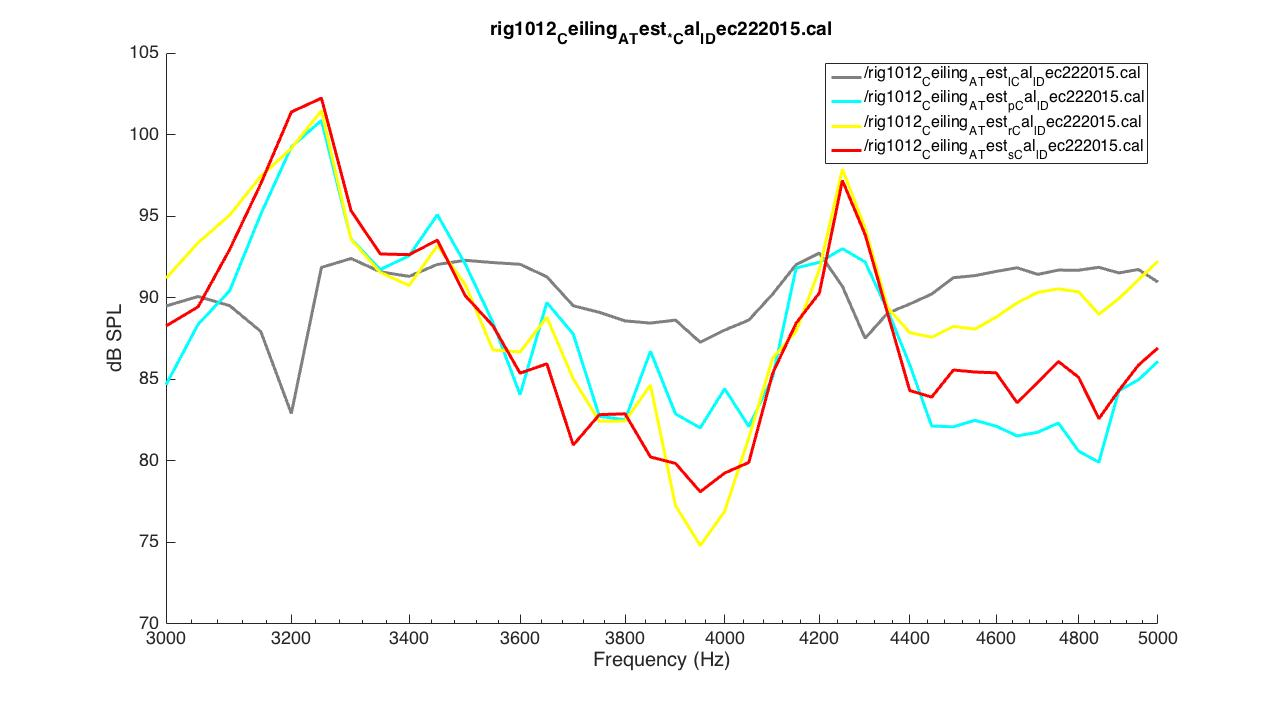 rig1012_Ceiling_ATest_*Cal_IDec222015.cal
/rig1012_Ceiling_ATest_lCal_IDec222015.cal
/rig1012_Ceiling_ATest_pCal_IDec222015.cal
/rig1012_Ceiling_ATest_rCal_IDec222015.cal
/rig1012_Ceiling_ATest_sCal_IDec222015.cal
105
100
95
90
85
80
75
70
dB SPL
3000 3200 3400 3600 3800 4000 4200 4400 4600 4800 5000
Frequency (Hz)